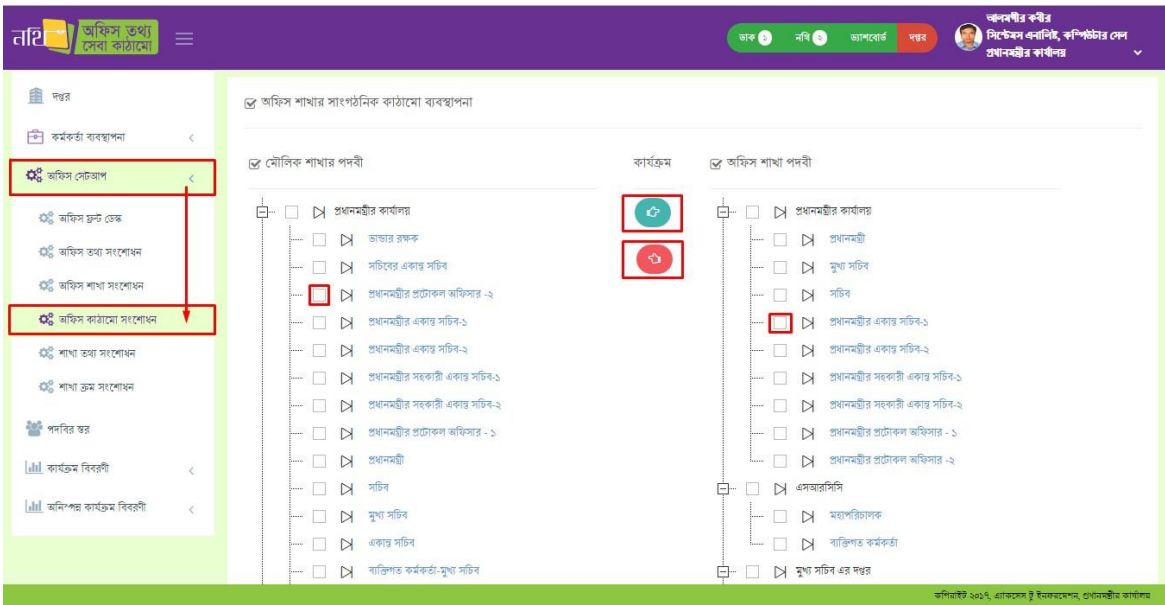 নথি
অফিস তথ্য
সেবা কাঠামো
ডাক ১
নথি ২
ড্যাশবোর্ড
দপ্তর
আলমগীর কবীর
সিস্টেমস এনালিষ্ট, কম্পিউটার সেল
প্রধানমন্ত্রীর কার্যালয়
দপ্তর
কর্মকর্তা ব্যবস্থাপনা
অফিস সেটআপ
অফিস ফ্রন্ট ডেস্ক
অফিস তথ্য সংশোধন
অফিস শাখা সংশোধন
অফিস কাঠামো সংশোধন
শাখা তথ্য সংশোধন
শাখা ক্রম সংশোধন
পদবির স্তর
কার্যক্রম বিবরণী
অনিষ্পন্ন কার্যক্রম বিবরণী
অফিস শাখার সাংগঠনিক কাঠামো ব্যবস্থাপনা
মৌলিক শাখার পদবী
প্রধানমন্ত্রীর কার্যালয়
ভান্ডার রক্ষক
সচিবের একান্ত সচিব
প্রধানমন্ত্রীর প্রটোকল অফিসার -২
প্রধানমন্ত্রীর একান্ত সচিব-১
প্রধানমন্ত্রীর একান্ত সচিব-২
প্রধানমন্ত্রীর সহকারী একান্ত সচিব-১
প্রধানমন্ত্রীর সহকারী একান্ত সচিব-২
প্রধানমন্ত্রীর প্রটোকল অফিসার - ১
প্রধানমন্ত্রী
সচিব
মুখ্য সচিব
একান্ত সচিব
ব্যক্তিগত কর্মকর্তা-মুখ্য সচিব
কার্যক্রম
অফিস শাখা পদবী
প্রধানমন্ত্রীর কার্যালয়
প্রধানমন্ত্রী
মুখ্য সচিব
সচিব
প্রধানমন্ত্রীর একান্ত সচিব-১
প্রধানমন্ত্রীর একান্ত সচিব-২
প্রধানমন্ত্রীর সহকারী একান্ত সচিব-১
প্রধানমন্ত্রীর সহকারী একান্ত সচিব-২
প্রধানমন্ত্রীর প্রটোকল অফিসার - ১
প্রধানমন্ত্রীর প্রটোকল অফিসার -২
এসআরসিসি
মহাপরিচালক
ব্যক্তিগত কর্মকর্তা
মুখ্য সচিব এর দপ্তর
কপিরাইট ২০১৭, এ্যাকসেস টু ইনফরমেশন, প্রধানমন্ত্রীর কার্যালয়